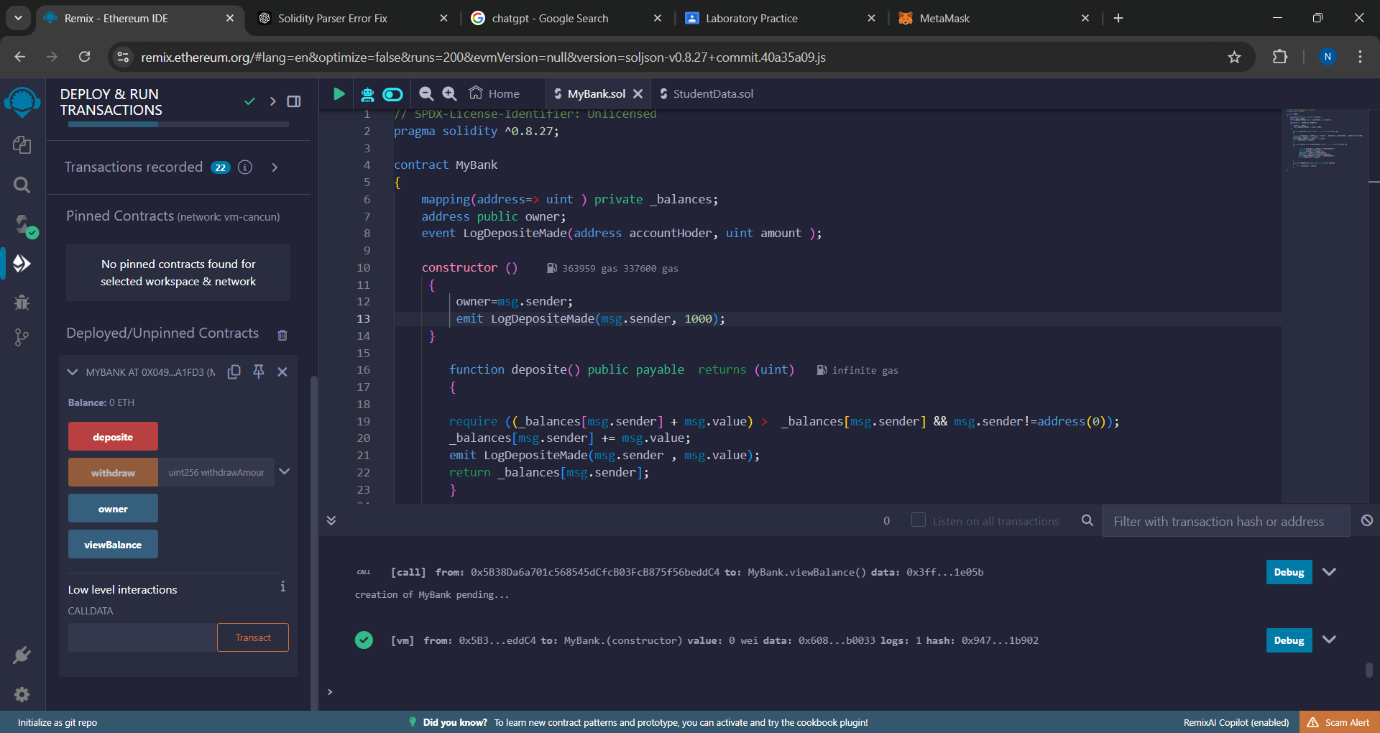 Remix - Ethereum IDE
Solidity Parser Error Fix
chatgpt - Google Search
Laboratory Practice
MetaMask
remix.ethereum.org/#lang=en&optimize=false&runs=200&evmVersion=null&version=soljson-v0.8.27+commit.40a35a09.js
N
DEPLOY & RUN
TRANSACTIONS
Transactions recorded 22 i
Pinned Contracts (network: vm-cancun)
No pinned contracts found for
selected workspace & network
Deployed/Unpinned Contracts
MYBANK AT 0X049...A1FD3 (M
Balance: 0 ETH
deposite
withdraw uint256 withdrawAmour
owner
viewBalance
Low level interactions i
CALLDATA
Transact
Home
MyBank.sol
StudentData.sol
1 // SPDX-License-Identifier: Unlicensed
2 pragma solidity ^0.8.27;
3
4 contract MyBank
5 {
6 mapping(address=> uint ) private _balances;
7 address public owner;
8 event LogDepositeMade(address accountHoder, uint amount );
9
10 constructor () 363959 gas 337600 gas
11 {
12 owner=msg.sender;
13 emit LogDepositeMade(msg.sender, 1000);
14 }
15
16 function deposite() public payable returns (uint) infinite gas
17 {
18
19 require ((_balances[msg.sender] + msg.value) > _balances[msg.sender] && msg.sender!=address(0));
20 _balances[msg.sender] += msg.value;
21 emit LogDepositeMade(msg.sender , msg.value);
22 return _balances[msg.sender];
23 }
0 Listen on all transactions Filter with transaction hash or address
CALL [call] from: 0x5B38Da6a701c568545dCfcB03FcB875f56beddC4 to: MyBank.viewBalance() data: 0x3ff...1e05b Debug
creation of MyBank pending...
[vm] from: 0x5B3...eddC4 to: MyBank.(constructor) value: 0 wei data: 0x608...b0033 logs: 1 hash: 0x947...1b902 Debug
>
Initialize as git repo
Did you know? To learn new contract patterns and prototype, you can activate and try the cookbook plugin!
RemixAI Copilot (enabled)
Scam Alert